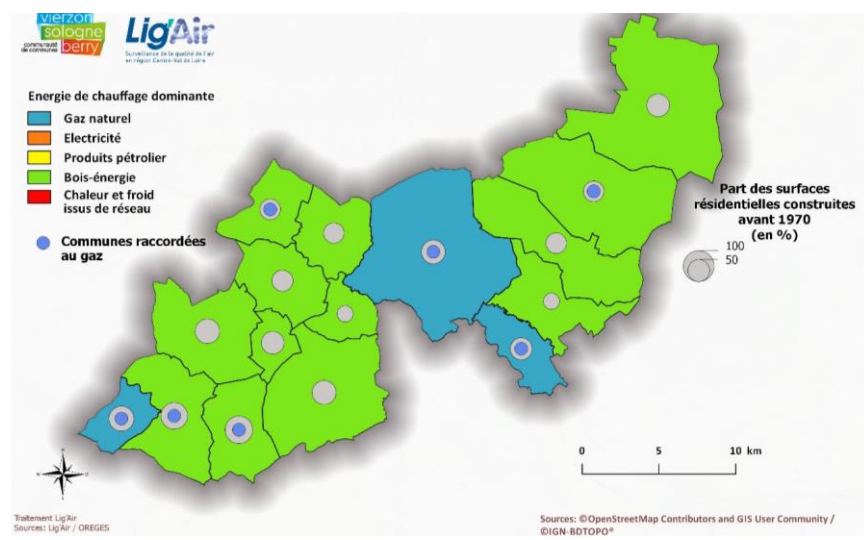 vierzon
sologne
communauté
de communes
berry
Lig'Air
Surveillance de la qualité de l'air
en région Centre-Val de Loire
Energie de chauffage dominante
Gaz naturel
Electricité
Produits pétrolier
Bois-énergie
Chaleur et froid
issus de réseau
Communes raccordées
au gaz
Part des surfaces
résidentielles construites
avant 1970
(en %)
100
50
0 5 10 km
Traitement Lig'Air
Sources: Lig'Air / OREGES
Sources: ©OpenStreetMap Contributors and GIS User Community /
©IGN-BDTOPO®